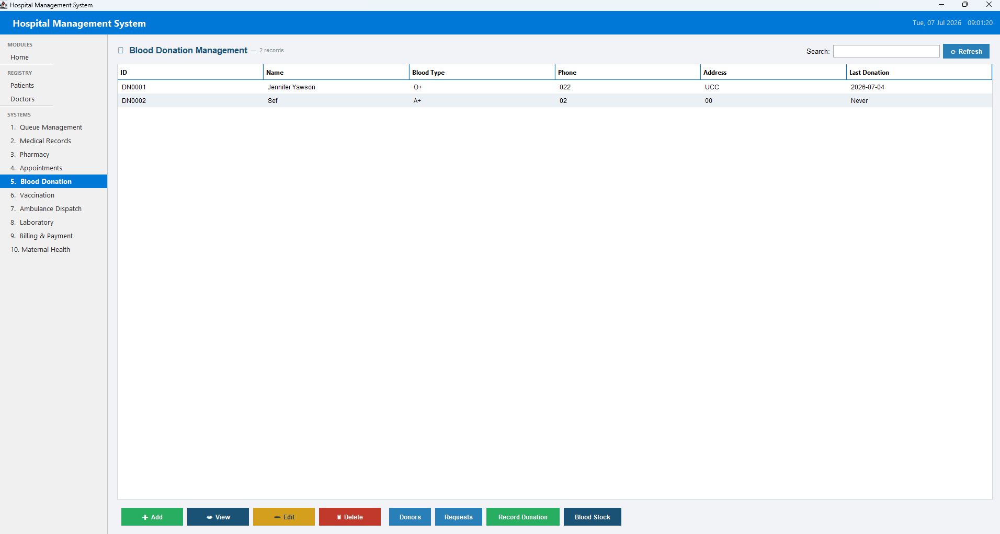 Hospital Management System
Hospital Management System
Tue, 07 Jul 2026 09:01:20
MODULES
Home
REGISTRY
Patients
Doctors
SYSTEMS
1. Queue Management
2. Medical Records
3. Pharmacy
4. Appointments
5. Blood Donation
6. Vaccination
7. Ambulance Dispatch
8. Laboratory
9. Billing & Payment
10. Maternal Health
Blood Donation Management — 2 records
Search:
Refresh
ID Name Blood Type Phone Address Last Donation
DN0001 Jennifer Yawson O+ 022 UCC 2026-07-04
DN0002 Sef A+ 02 00 Never
Add View Edit Delete Donors Requests Record Donation Blood Stock